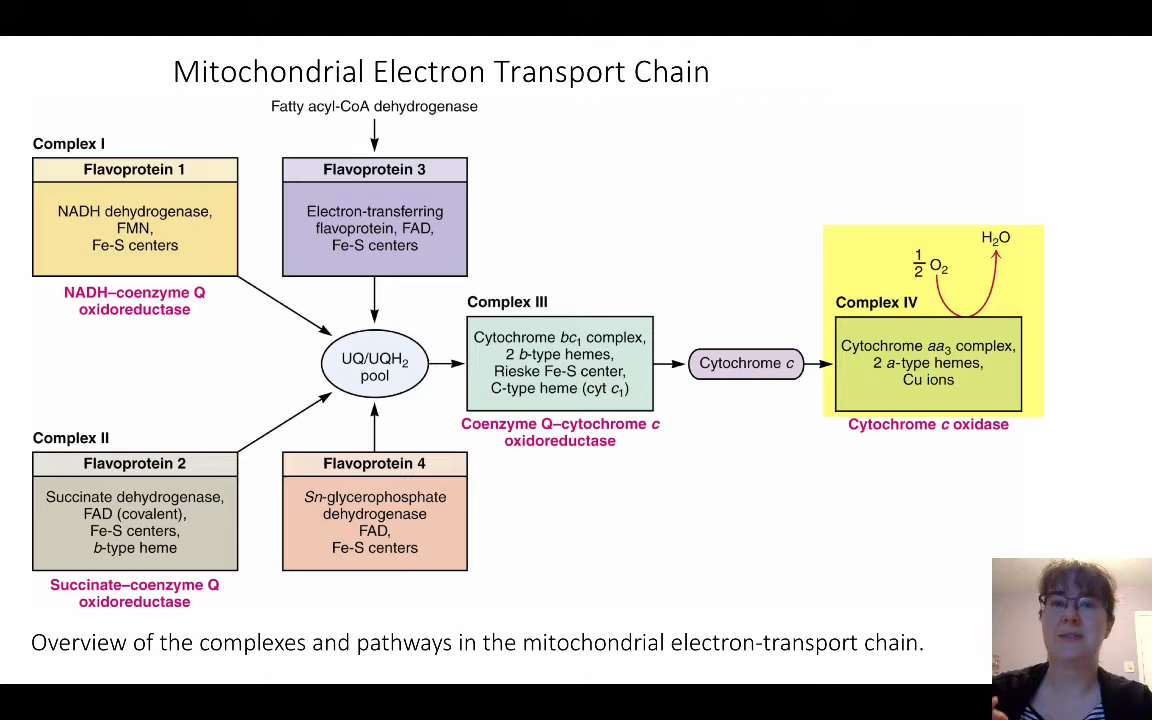 Mitochondrial Electron Transport Chain
Fatty acyl-CoA dehydrogenase
Complex I
Flavoprotein 1
NADH dehydrogenase,
FMN,
Fe-S centers
NADH–coenzyme Q
oxidoreductase
Flavoprotein 3
Electron-transferring
flavoprotein, FAD,
Fe-S centers
UQ/UQH₂
pool
Complex II
Flavoprotein 2
Succinate dehydrogenase,
FAD (covalent),
Fe-S centers,
b-type heme
Succinate–coenzyme Q
oxidoreductase
Flavoprotein 4
Sn-glycerophosphate
dehydrogenase
FAD,
Fe-S centers
Complex III
Cytochrome bc₁ complex,
2 b-type hemes,
Rieske Fe-S center,
C-type heme (cyt c₁)
Coenzyme Q–cytochrome c
oxidoreductase
Cytochrome c
H₂O
1/2 O₂
Complex IV
Cytochrome aa₃ complex,
2 a-type hemes,
Cu ions
Cytochrome c oxidase
Overview of the complexes and pathways in the mitochondrial electron-transport chain.